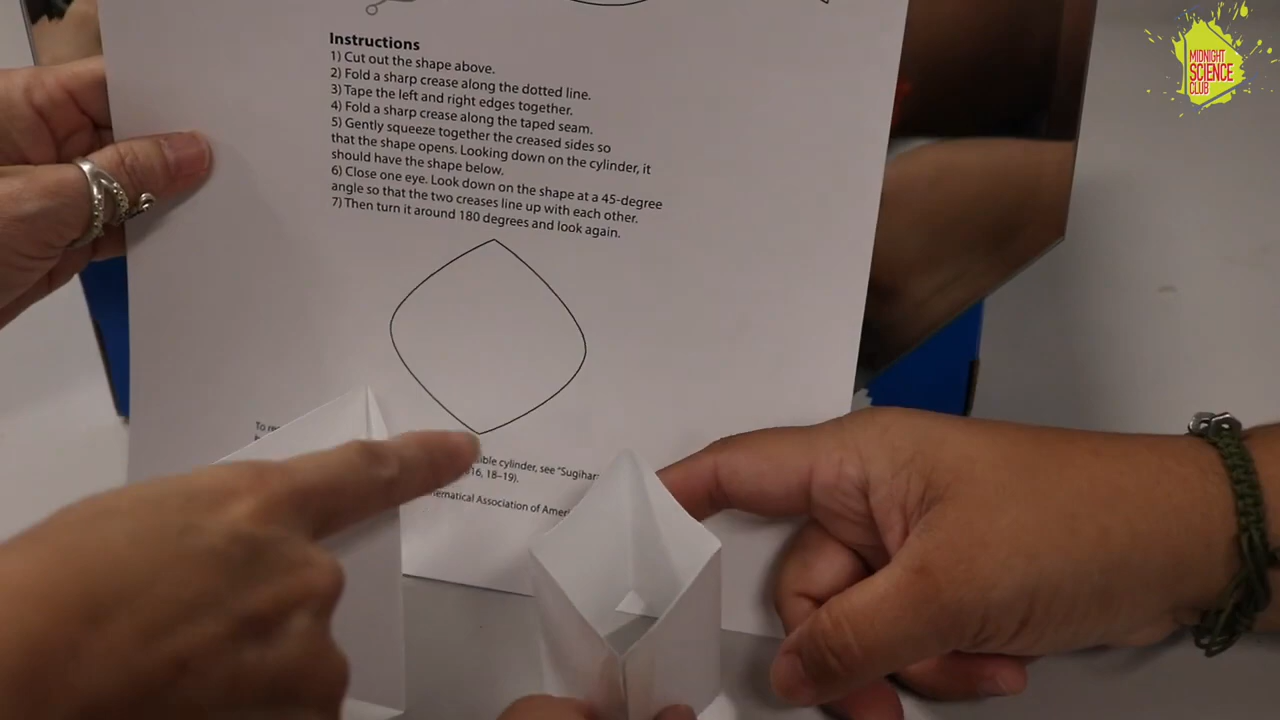 MIDNIGHT
SCIENCE
CLUB
Instructions
1) Cut out the shape above.
2) Fold a sharp crease along the dotted line.
3) Tape the left and right edges together.
4) Fold a sharp crease along the taped seam.
5) Gently squeeze together the creased sides so
that the shape opens. Looking down on the cylinder, it
should have the shape below.
6) Close one eye. Look down on the shape at a 45-degree
angle so that the two creases line up with each other.
7) Then turn it around 180 degrees and look again.
To
cylinder, see "Sugihar
16, 18–19).
Association of